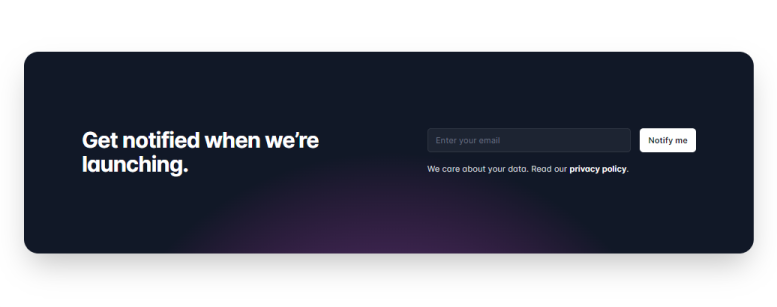 Get notified when we’re
launching.
Enter your email
Notify me
We care about your data. Read our privacy policy.